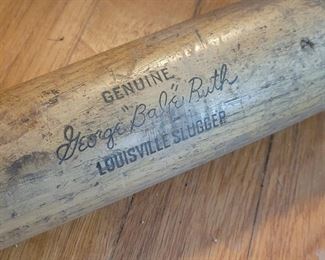 GENUINE
George "Babe" Ruth
LOUISVILLE SLUGGER